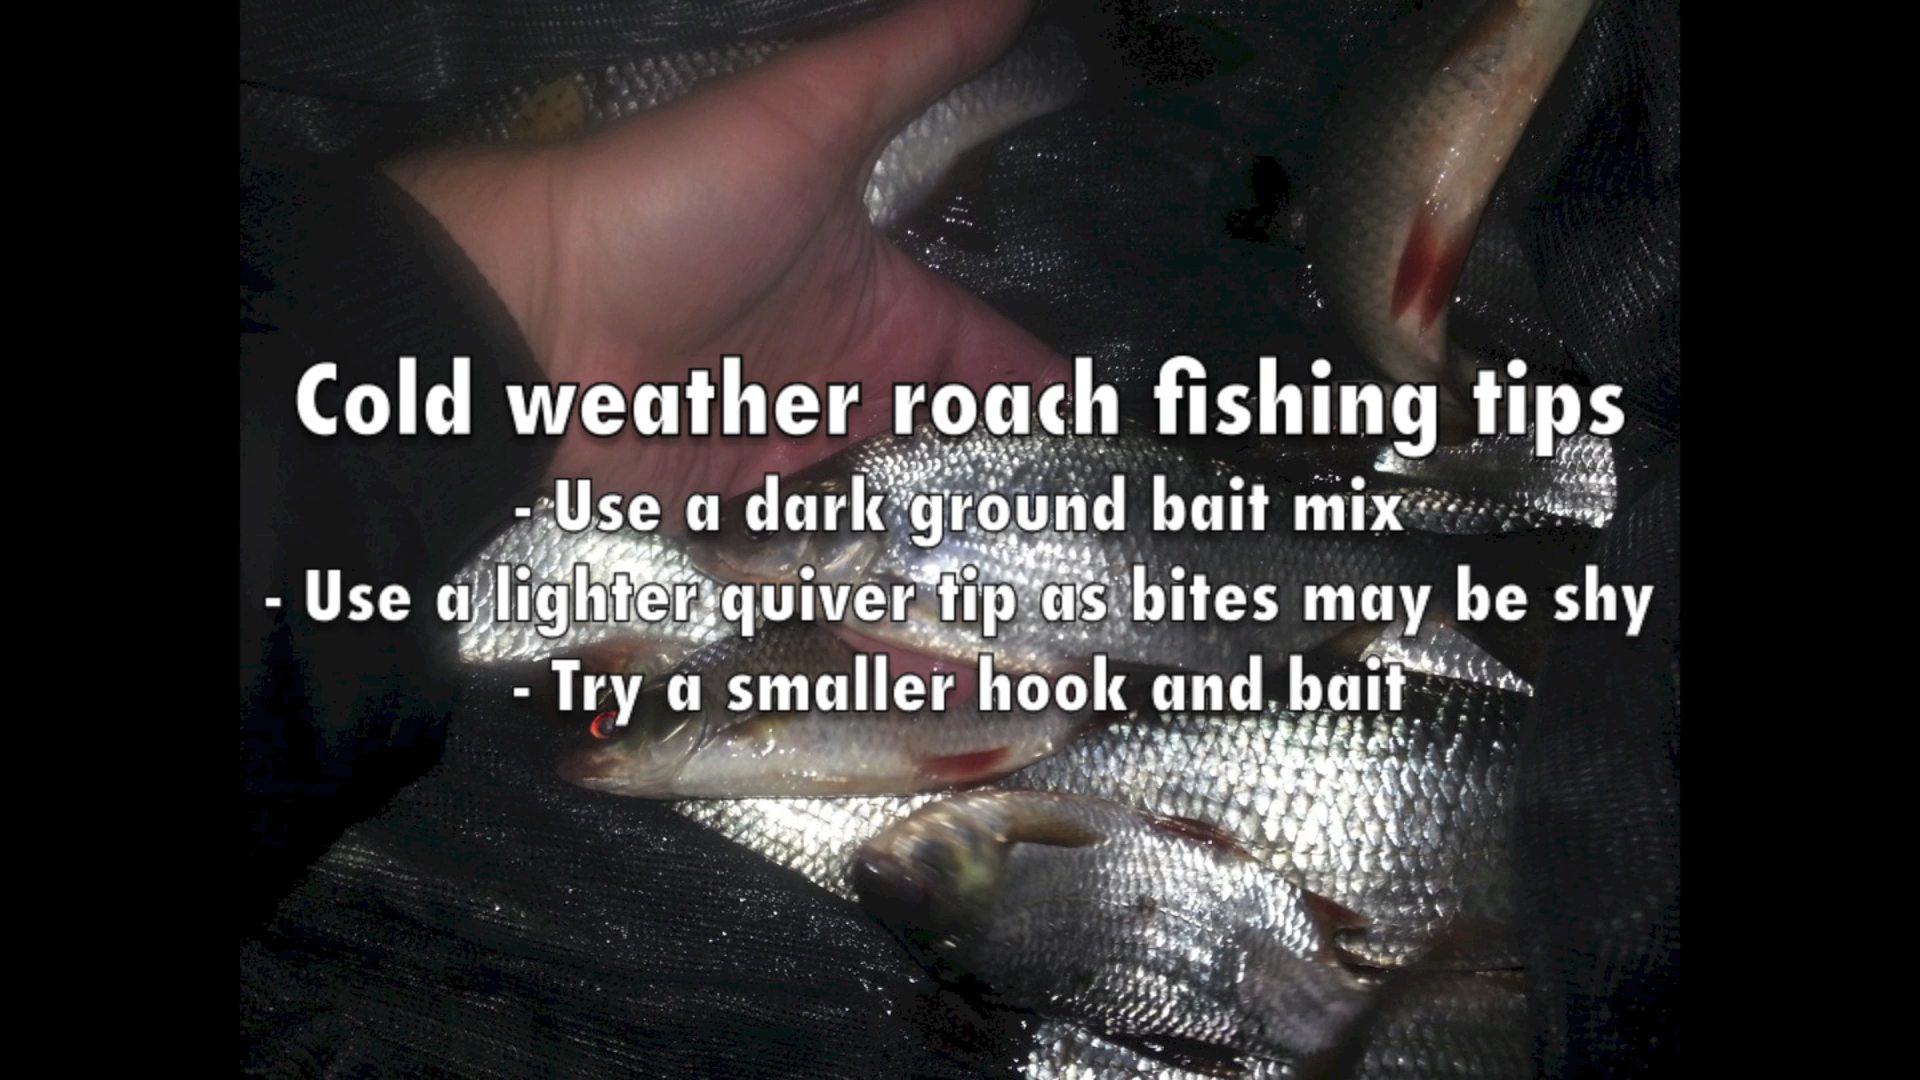 Cold weather roach fishing tips
- Use a dark ground bait mix
- Use a lighter quiver tip as bites may be shy
- Try a smaller hook and bait